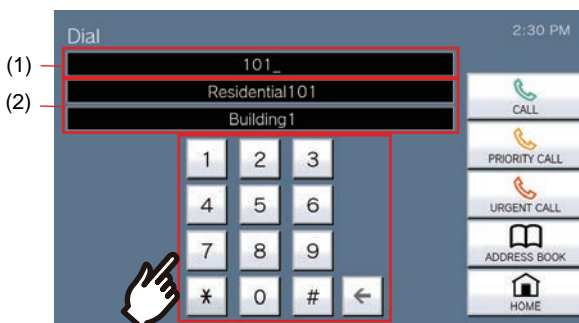 Dial
2:30 PM
(1)
101_
(2)
Residential101
Building1
1 2 3
4 5 6
7 8 9
* 0 # ←
CALL
PRIORITY CALL
URGENT CALL
ADDRESS BOOK
HOME